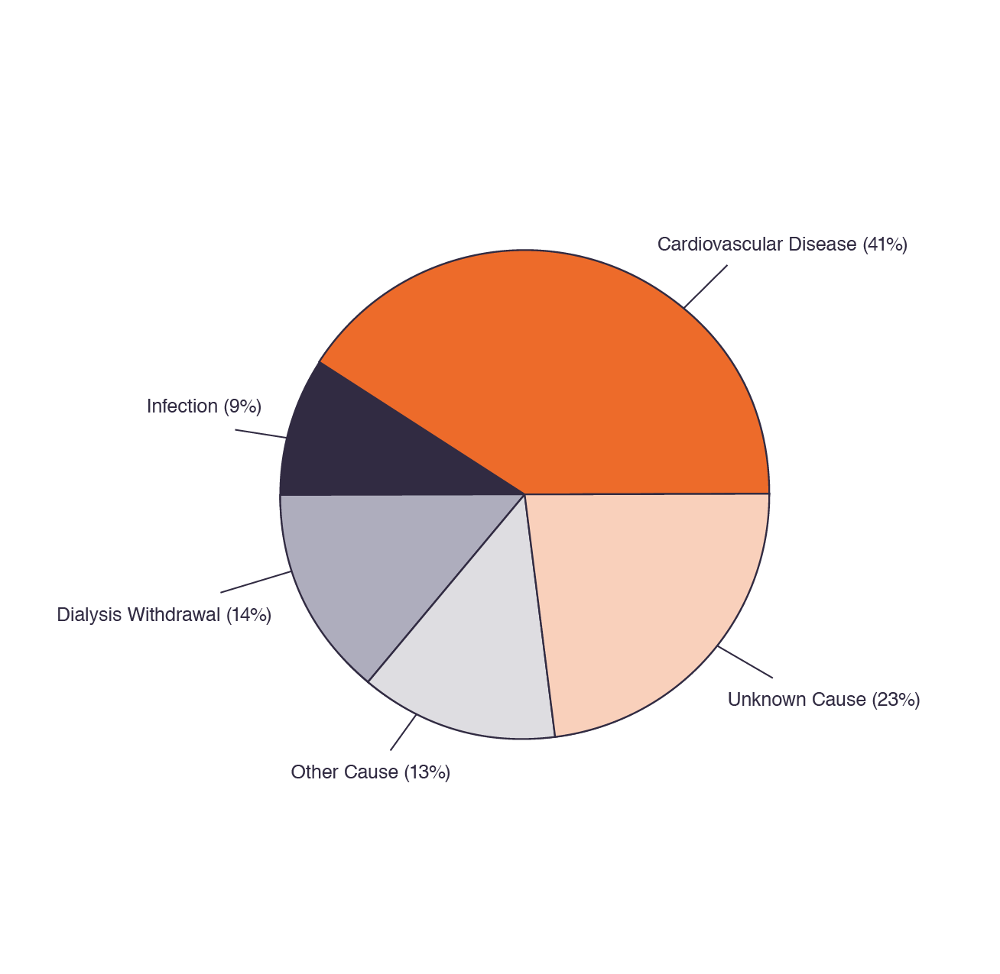 Cardiovascular Disease (41%)
Infection (9%)
Dialysis Withdrawal (14%)
Unknown Cause (23%)
Other Cause (13%)